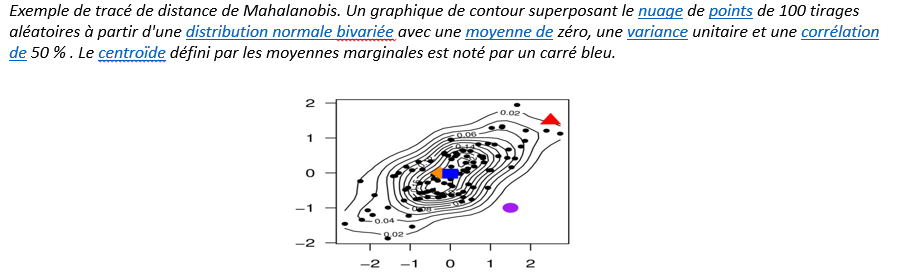 Exemple de tracé de distance de Mahalanobis. Un graphique de contour superposant le nuage de points de 100 tirages
aléatoires à partir d'une distribution normale bivariée avec une moyenne de zéro, une variance unitaire et une corrélation
de 50 % . Le centroïde défini par les moyennes marginales est noté par un carré bleu.
2
0.02
1
0.06
0
−1
0.04
0.02
−2
−2 −1 0 1 2